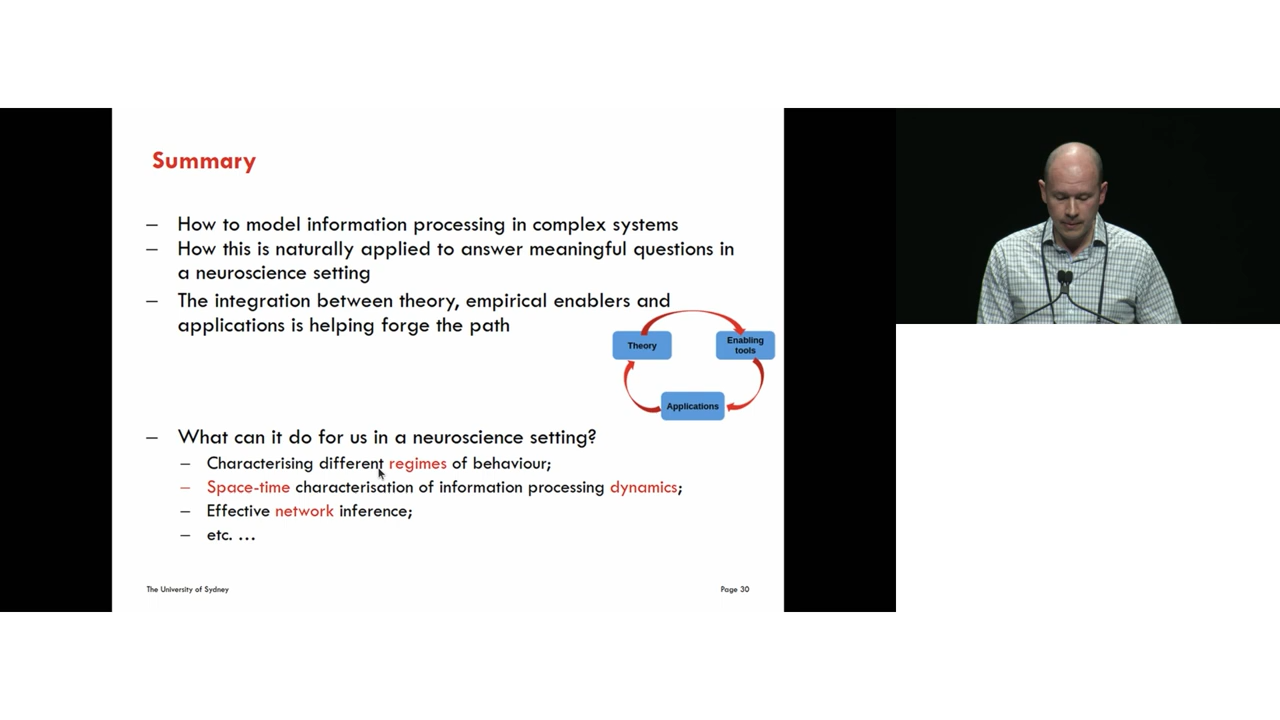 Summary
– How to model information processing in complex systems
– How this is naturally applied to answer meaningful questions in
a neuroscience setting
– The integration between theory, empirical enablers and
applications is helping forge the path
Theory
Enabling
tools
Applications
– What can it do for us in a neuroscience setting?
– Characterising different regimes of behaviour;
– Space-time characterisation of information processing dynamics;
– Effective network inference;
– etc. …
The University of Sydney
Page 30